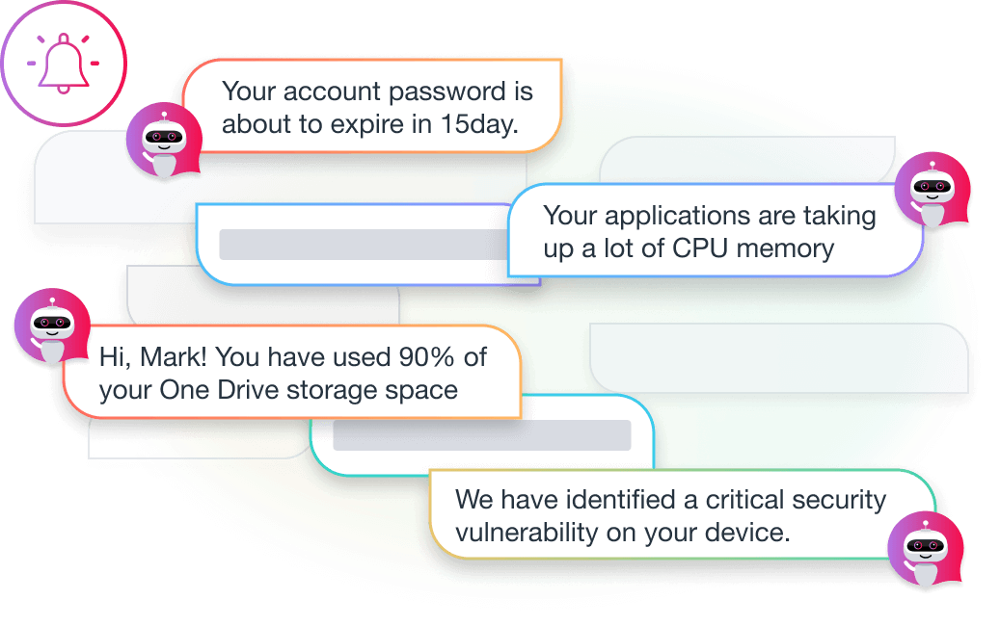 Your account password is
about to expire in 15day.
Your applications are taking
up a lot of CPU memory
Hi, Mark! You have used 90% of
your One Drive storage space
We have identified a critical security
vulnerability on your device.